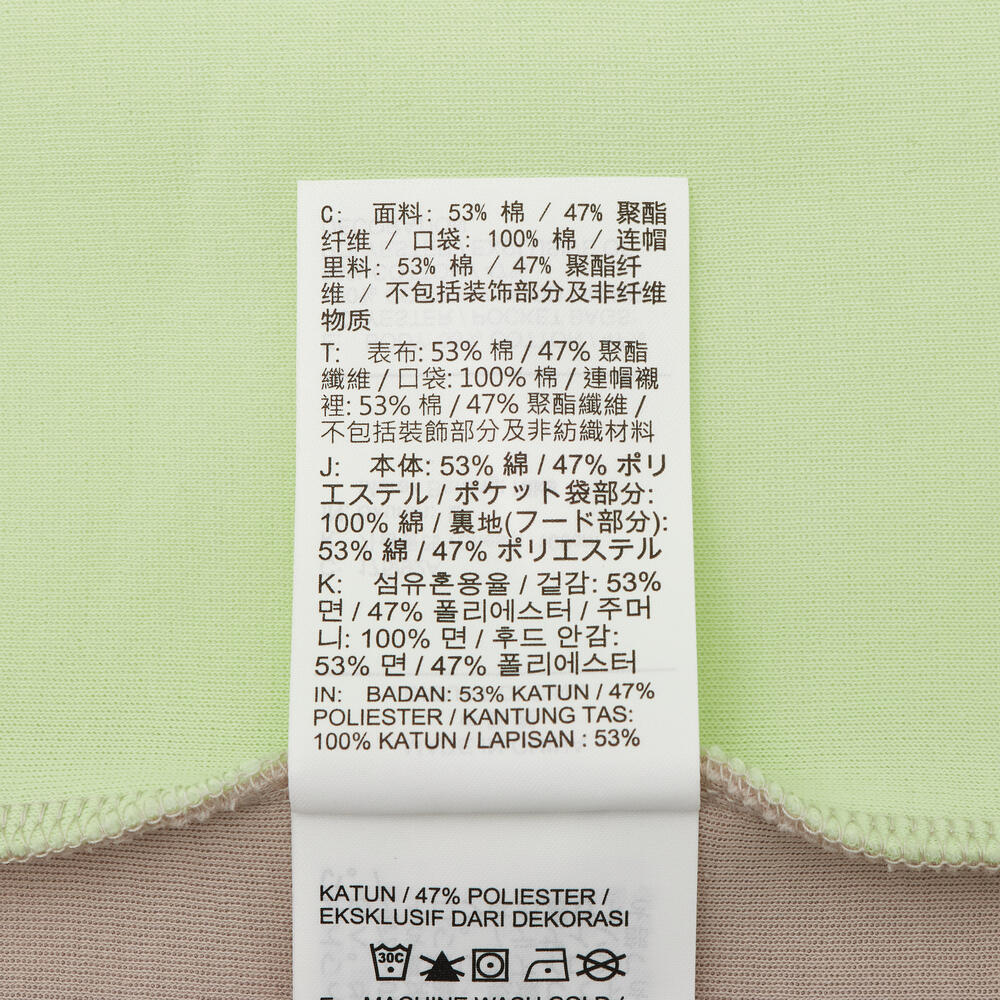 C: 面料: 53% 棉 / 47% 聚酯
纤维 / 口袋: 100% 棉 / 连帽
里料: 53% 棉 / 47% 聚酯纤
维 / 不包括装饰部分及非纤维
物质
T: 表布: 53% 棉 / 47% 聚酯
纖維 / 口袋: 100% 棉 / 連帽襯
裡: 53% 棉 / 47% 聚酯纖維 /
不包括裝飾部分及非紡織材料
J: 本体: 53% 綿 / 47% ポリ
エステル / ポケット袋部分:
100% 綿 / 裏地(フード部分):
53% 綿 / 47% ポリエステル
K: 섬유혼용율 / 겉감: 53%
면 / 47% 폴리에스터 / 주머
니: 100% 면 / 후드 안감:
53% 면 / 47% 폴리에스터
IN: BADAN: 53% KATUN / 47%
POLIESTER / KANTUNG TAS:
100% KATUN / LAPISAN : 53%
KATUN / 47% POLIESTER /
EKSKLUSIF DARI DEKORASI
30C
MACHINE WASH COLD /